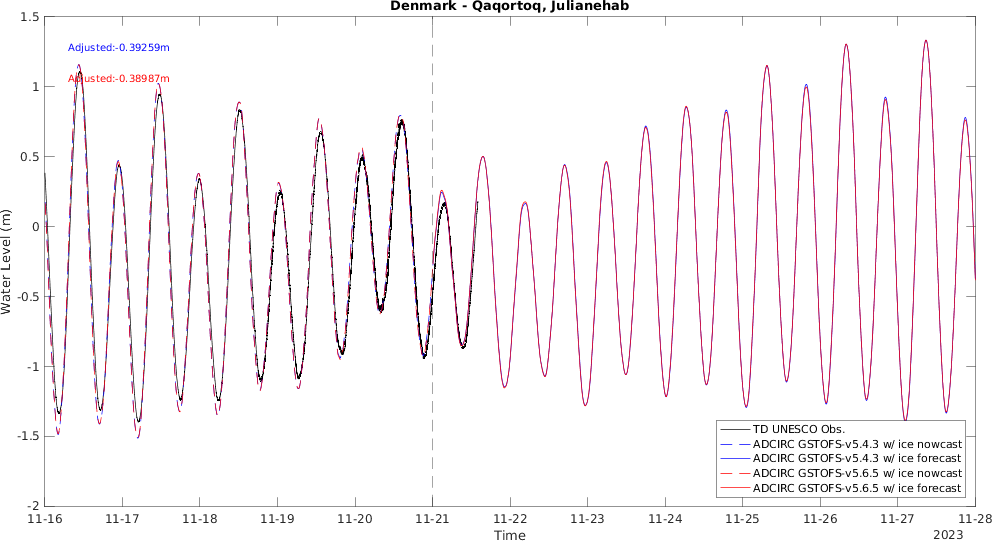 Denmark - Qaqortoq, Julianehab
Adjusted:-0.39259m
Adjusted:-0.38987m
Water Level (m)
1.5
1
0.5
0
-0.5
-1
-1.5
-2
TD UNESCO Obs.
ADCIRC GSTOFS-v5.4.3 w/ ice nowcast
ADCIRC GSTOFS-v5.4.3 w/ ice forecast
ADCIRC GSTOFS-v5.6.5 w/ ice nowcast
ADCIRC GSTOFS-v5.6.5 w/ ice forecast
11-16 11-17 11-18 11-19 11-20 11-21 11-22 11-23 11-24 11-25 11-26 11-27 11-28
Time
2023